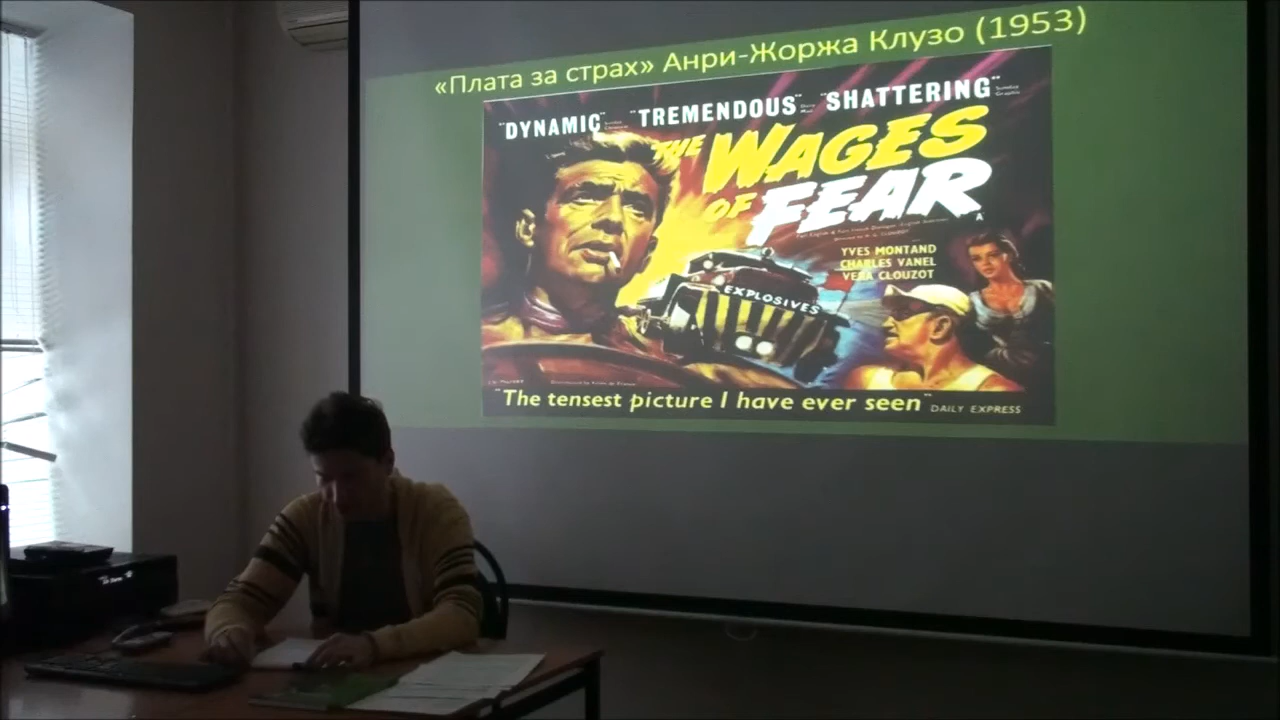 «Плата за страх» Анри-Жоржа Клузо (1953)
"DYNAMIC" "TREMENDOUS" "SHATTERING"
THE WAGES
OF FEAR
A
YVES MONTAND
CHARLES VANEL
VERA CLOUZOT
EXPLOSIVES
"The tensest picture I have ever seen" DAILY EXPRESS